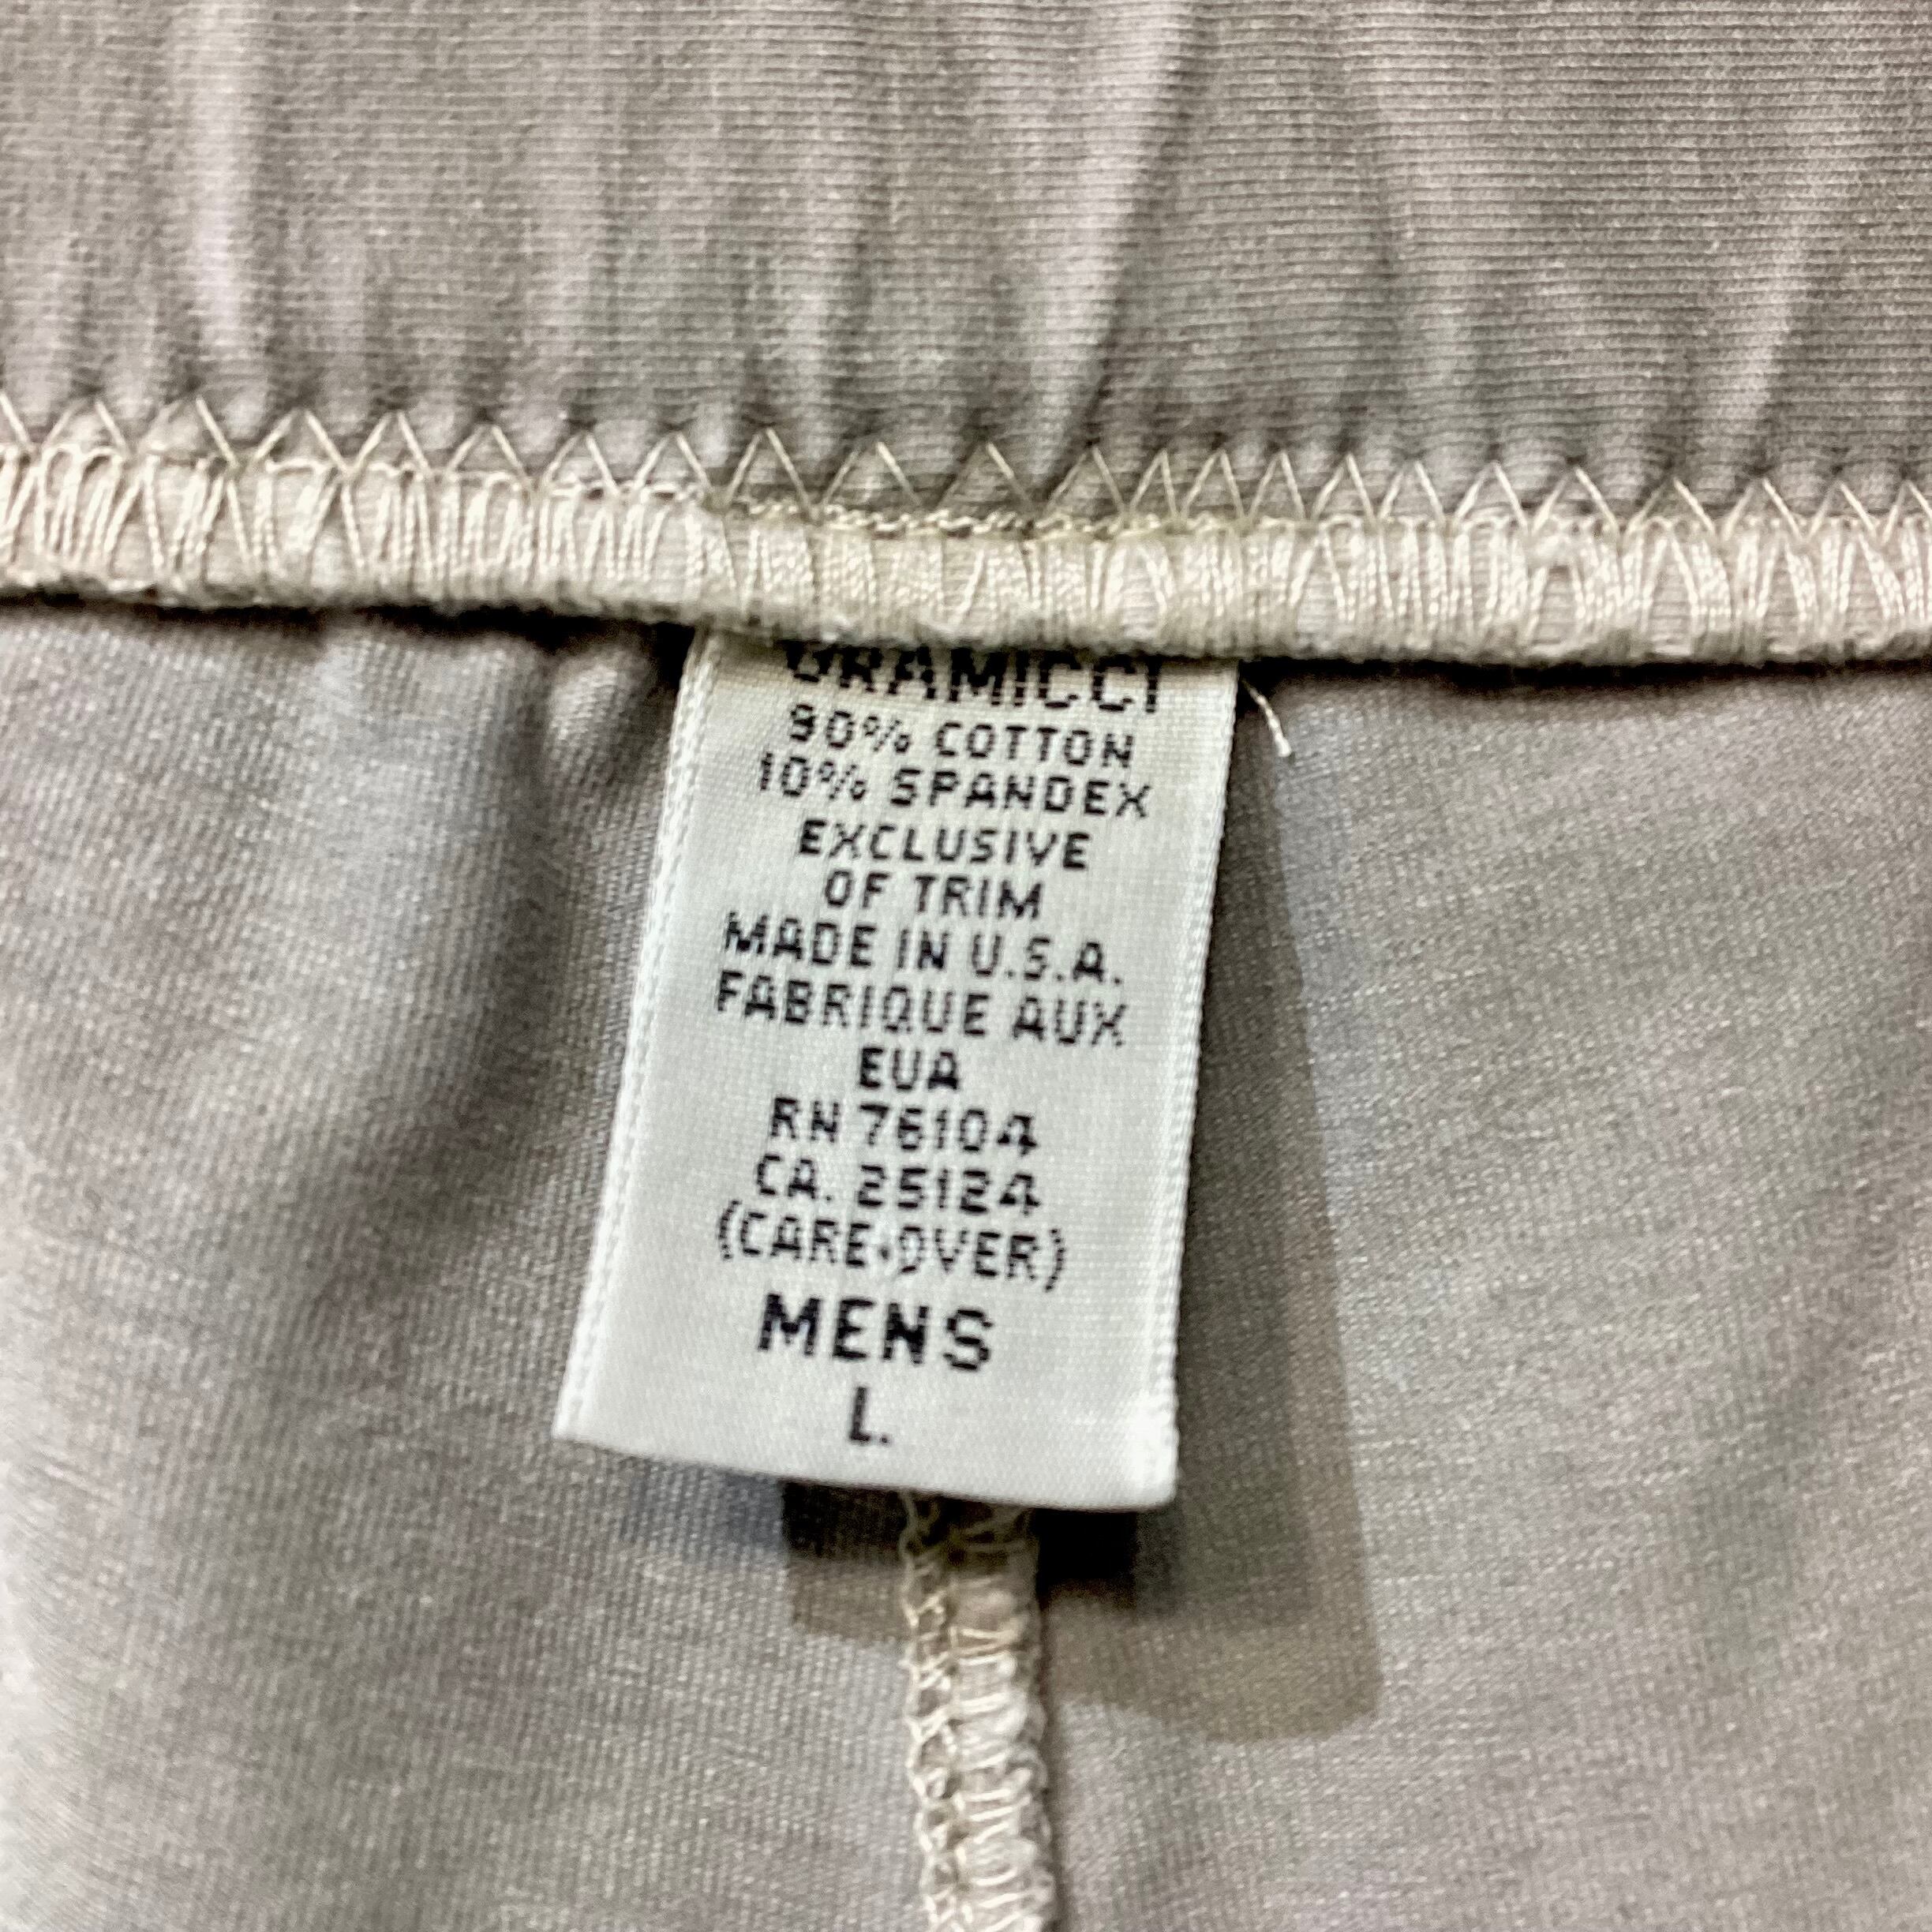 GRAMICCI
90% COTTON
10% SPANDEX
EXCLUSIVE
OF TRIM
MADE IN U.S.A.
FABRIQUE AUX
EUA
RN 76104
CA. 25124
(CARE-OVER)
MENS
L.